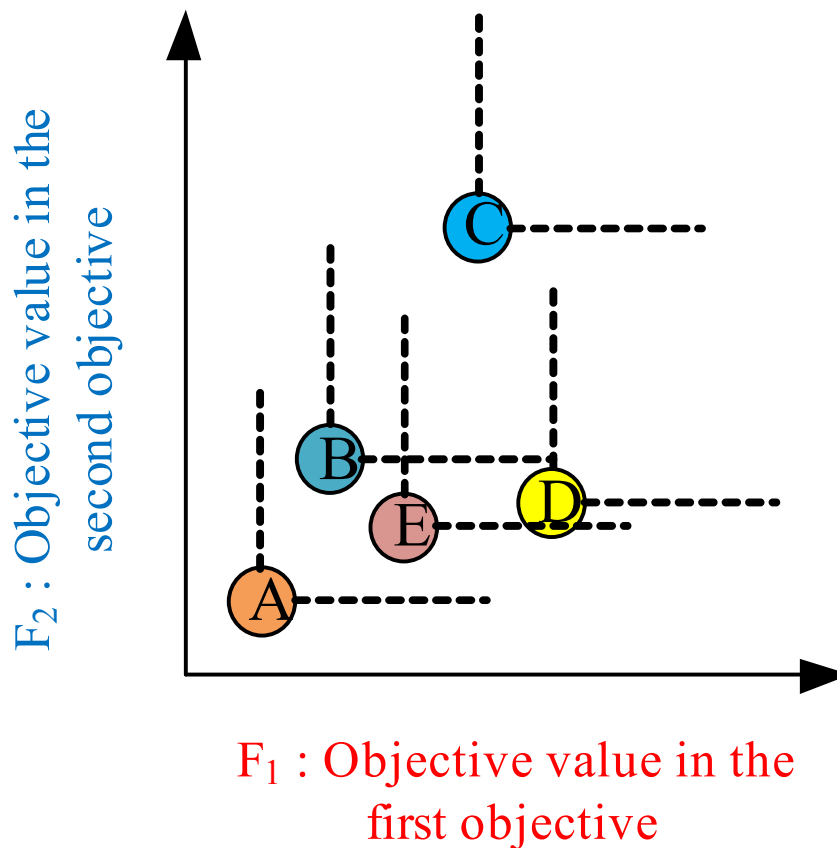 F₂ : Objective value in the
second objective
C
B
E
D
A
F₁ : Objective value in the
first objective